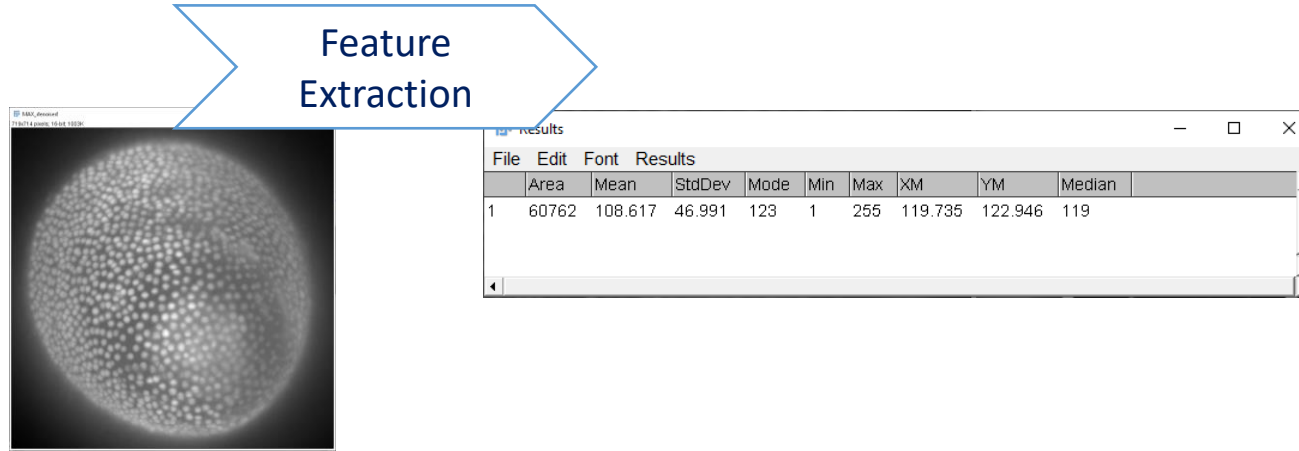 Feature
Extraction
MAX_denoised
Results
File Edit Font Results
Area Mean StdDev Mode Min Max XM YM Median
1 60762 108.617 46.991 123 1 255 119.735 122.946 119